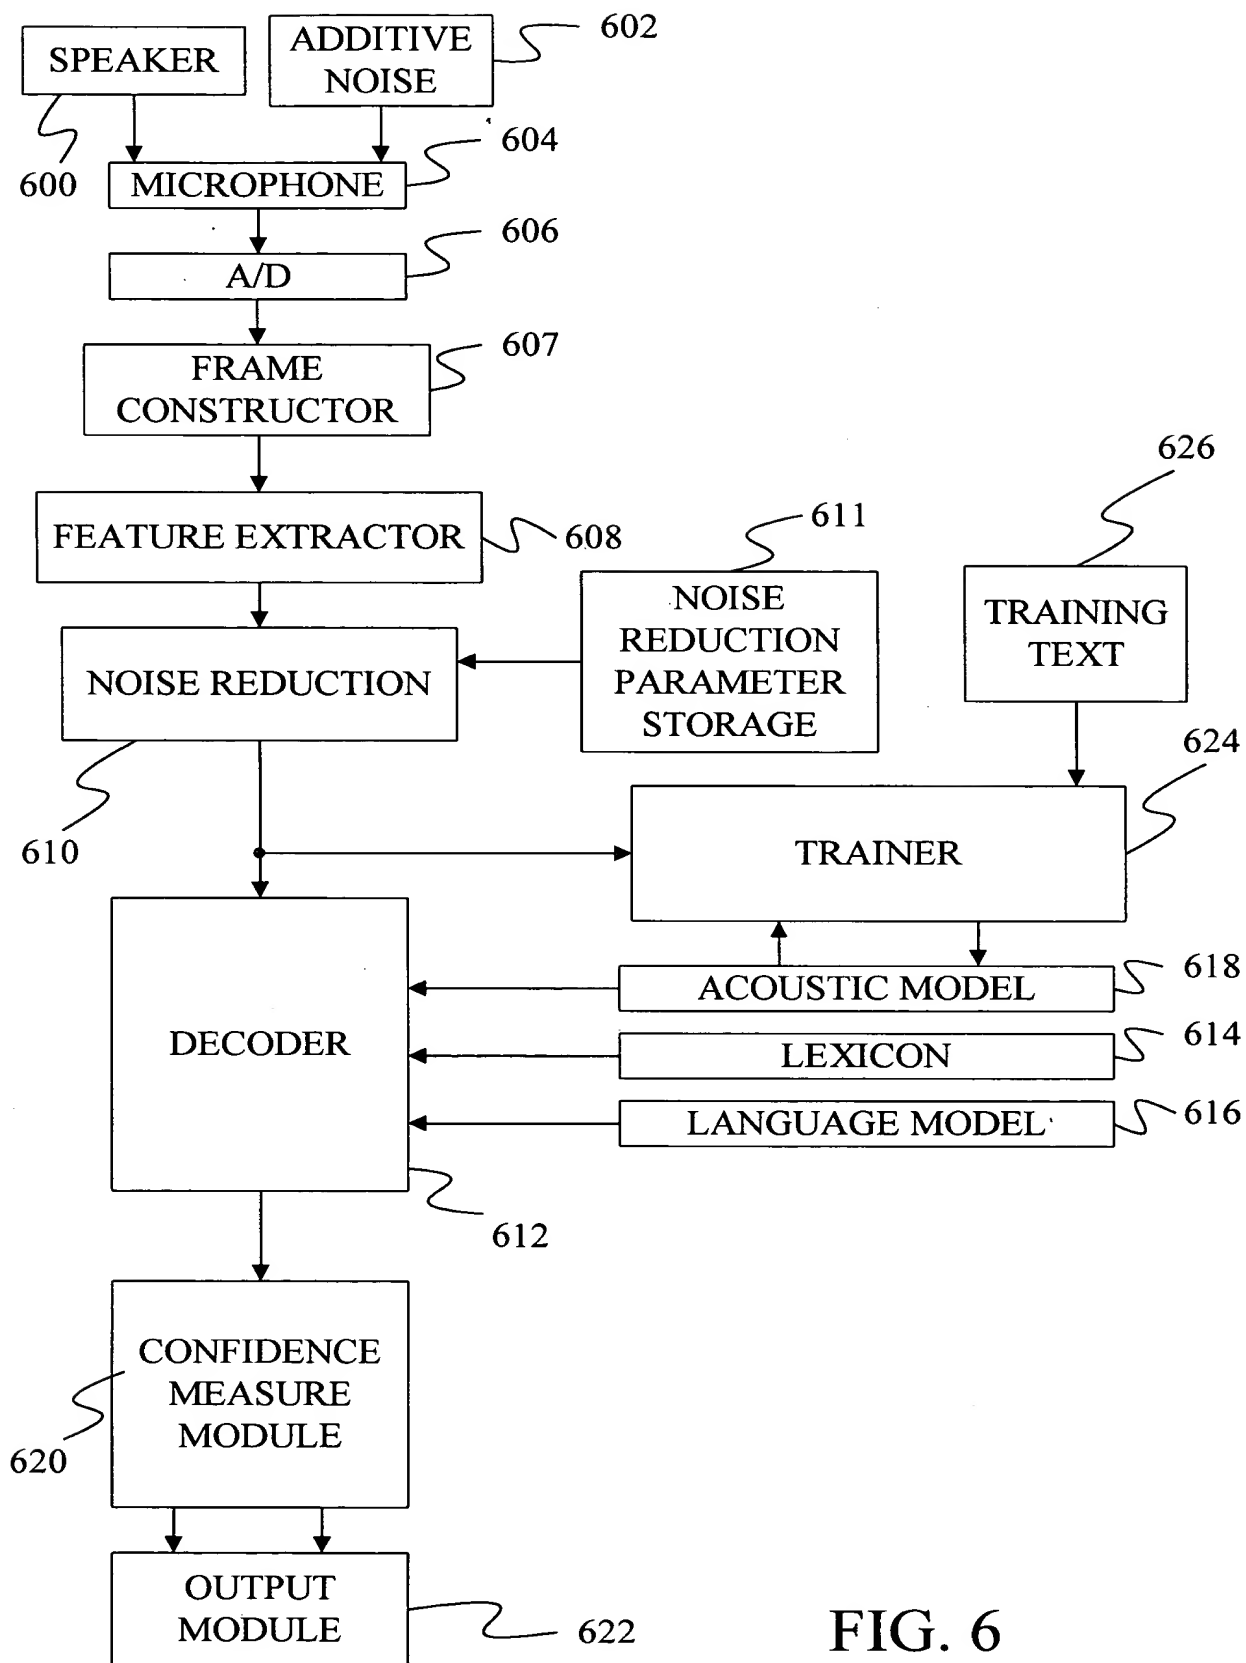 SPEAKER
600
ADDITIVE
NOISE
602
MICROPHONE
604
A/D
606
FRAME
CONSTRUCTOR
607
FEATURE EXTRACTOR
608
NOISE REDUCTION
610
NOISE
REDUCTION
PARAMETER
STORAGE
611
TRAINING
TEXT
626
TRAINER
624
DECODER
612
ACOUSTIC MODEL
618
LEXICON
614
LANGUAGE MODEL
616
CONFIDENCE
MEASURE
MODULE
620
OUTPUT
MODULE
622
FIG. 6